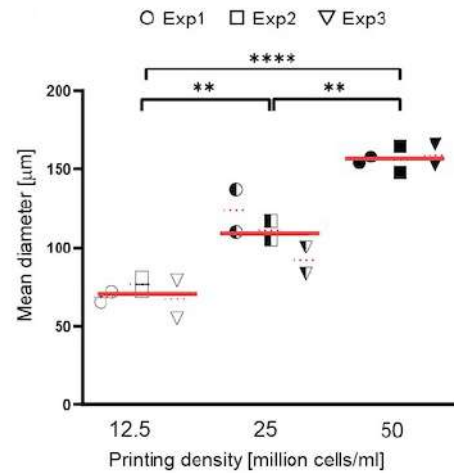 Exp1 Exp2 Exp3
****
** **
200
150
100
50
0
Mean diameter [μm]
12.5 25 50
Printing density [million cells/ml]